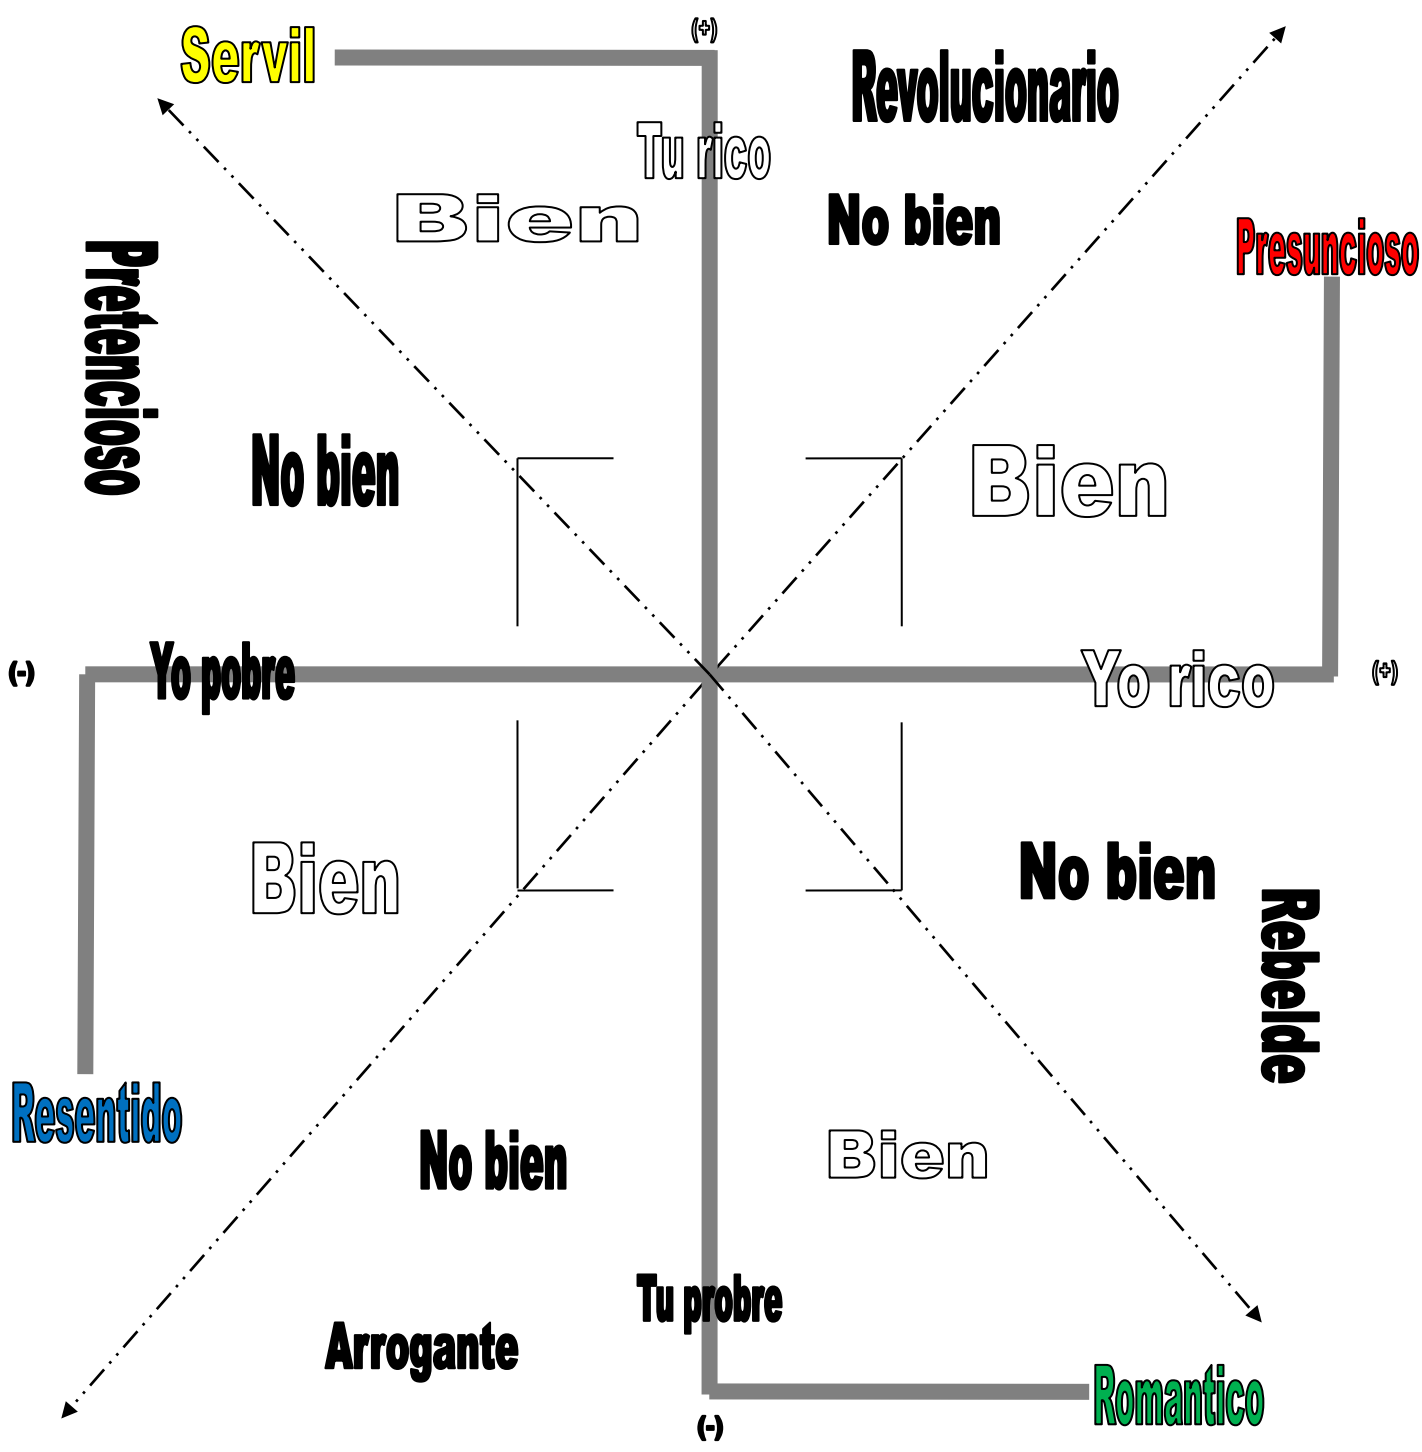 (+)
Servil
Revolucionario
Tu rico
Bien
No bien
Presuncioso
Pretencioso
No bien
Bien
(-)
Yo pobre
Yo rico
(+)
Bien
No bien
Rebelde
Resentido
No bien
Bien
Tu probre
Arrogante
Romantico
(-)